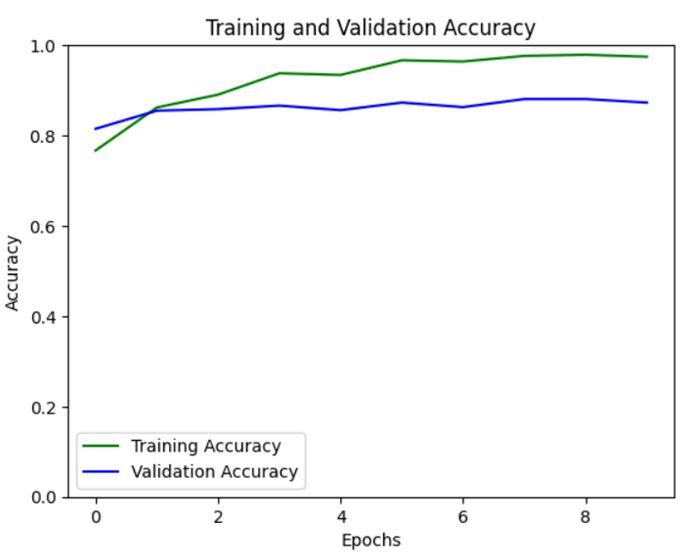 Training and Validation Accuracy
1.0
0.8
0.6
0.4
0.2
0.0
Accuracy
Training Accuracy
Validation Accuracy
0 2 4 6 8
Epochs